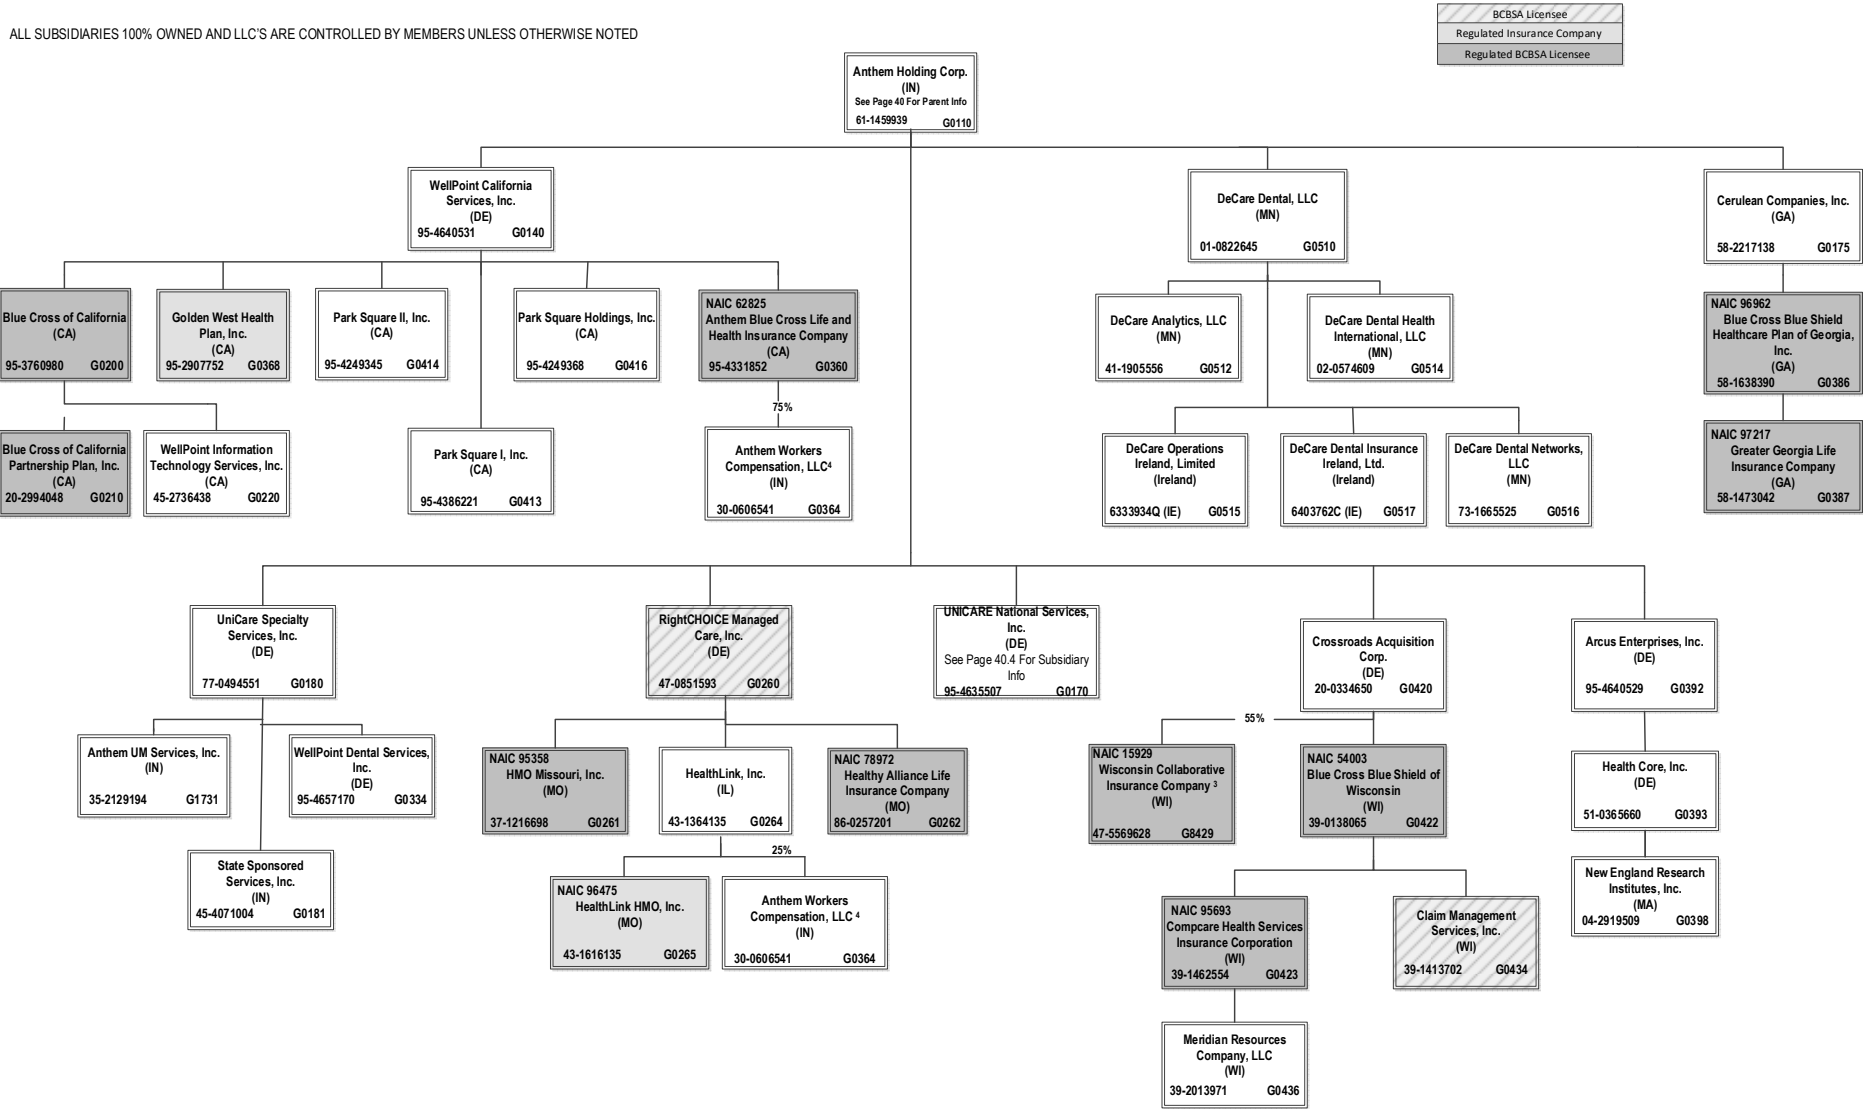 ALL SUBSIDIARIES 100% OWNED AND LLC'S ARE CONTROLLED BY MEMBERS UNLESS OTHERWISE NOTED
BCBSA Licensee
Regulated Insurance Company
Regulated BCBSA Licensee
Anthem Holding Corp.
(IN)
See Page 40 For Parent Info
61-1459939 G0110
WellPoint California
Services, Inc.
(DE)
95-4640531 G0140
DeCare Dental, LLC
(MN)
01-0822645 G0510
Cerulean Companies, Inc.
(GA)
58-2217138 G0175
Blue Cross of California
(CA)
95-3760980 G0200
Golden West Health
Plan, Inc.
(CA)
95-2907752 G0368
Park Square II, Inc.
(CA)
95-4249345 G0414
Park Square Holdings, Inc.
(CA)
95-4249368 G0416
NAIC 62825
Anthem Blue Cross Life and
Health Insurance Company
(CA)
95-4331852 G0360
DeCare Analytics, LLC
(MN)
41-1905556 G0512
DeCare Dental Health
International, LLC
(MN)
02-0574609 G0514
NAIC 96962
Blue Cross Blue Shield
Healthcare Plan of Georgia,
Inc.
(GA)
58-1638390 G0386
75%
Blue Cross of California
Partnership Plan, Inc.
(CA)
20-2994048 G0210
WellPoint Information
Technology Services, Inc.
(CA)
45-2736438 G0220
Park Square I, Inc.
(CA)
95-4386221 G0413
Anthem Workers
Compensation, LLC⁴
(IN)
30-0606541 G0364
DeCare Operations
Ireland, Limited
(Ireland)
6333934Q (IE) G0515
DeCare Dental Insurance
Ireland, Ltd.
(Ireland)
6403762C (IE) G0517
DeCare Dental Networks,
LLC
(MN)
73-1665525 G0516
NAIC 97217
Greater Georgia Life
Insurance Company
(GA)
58-1473042 G0387
UniCare Specialty
Services, Inc.
(DE)
77-0494551 G0180
RightCHOICE Managed
Care, Inc.
(DE)
47-0851593 G0260
UNICARE National Services,
Inc.
(DE)
See Page 40.4 For Subsidiary
Info
95-4635507 G0170
Crossroads Acquisition
Corp.
(DE)
20-0334650 G0420
Arcus Enterprises, Inc.
(DE)
95-4640529 G0392
55%
Anthem UM Services, Inc.
(IN)
35-2129194 G1731
WellPoint Dental Services,
Inc.
(DE)
95-4657170 G0334
NAIC 95358
HMO Missouri, Inc.
(MO)
37-1216698 G0261
HealthLink, Inc.
(IL)
43-1364135 G0264
NAIC 78972
Healthy Alliance Life
Insurance Company
(MO)
86-0257201 G0262
NAIC 15929
Wisconsin Collaborative
Insurance Company ³
(WI)
47-5569628 G8429
NAIC 54003
Blue Cross Blue Shield of
Wisconsin
(WI)
39-0138065 G0422
Health Core, Inc.
(DE)
51-0365660 G0393
25%
State Sponsored
Services, Inc.
(IN)
45-4071004 G0181
NAIC 96475
HealthLink HMO, Inc.
(MO)
43-1616135 G0265
Anthem Workers
Compensation, LLC ⁴
(IN)
30-0606541 G0364
NAIC 95693
Compcare Health Services
Insurance Corporation
(WI)
39-1462554 G0423
Claim Management
Services, Inc.
(WI)
39-1413702 G0434
New England Research
Institutes, Inc.
(MA)
04-2919509 G0398
Meridian Resources
Company, LLC
(WI)
39-2013971 G0436